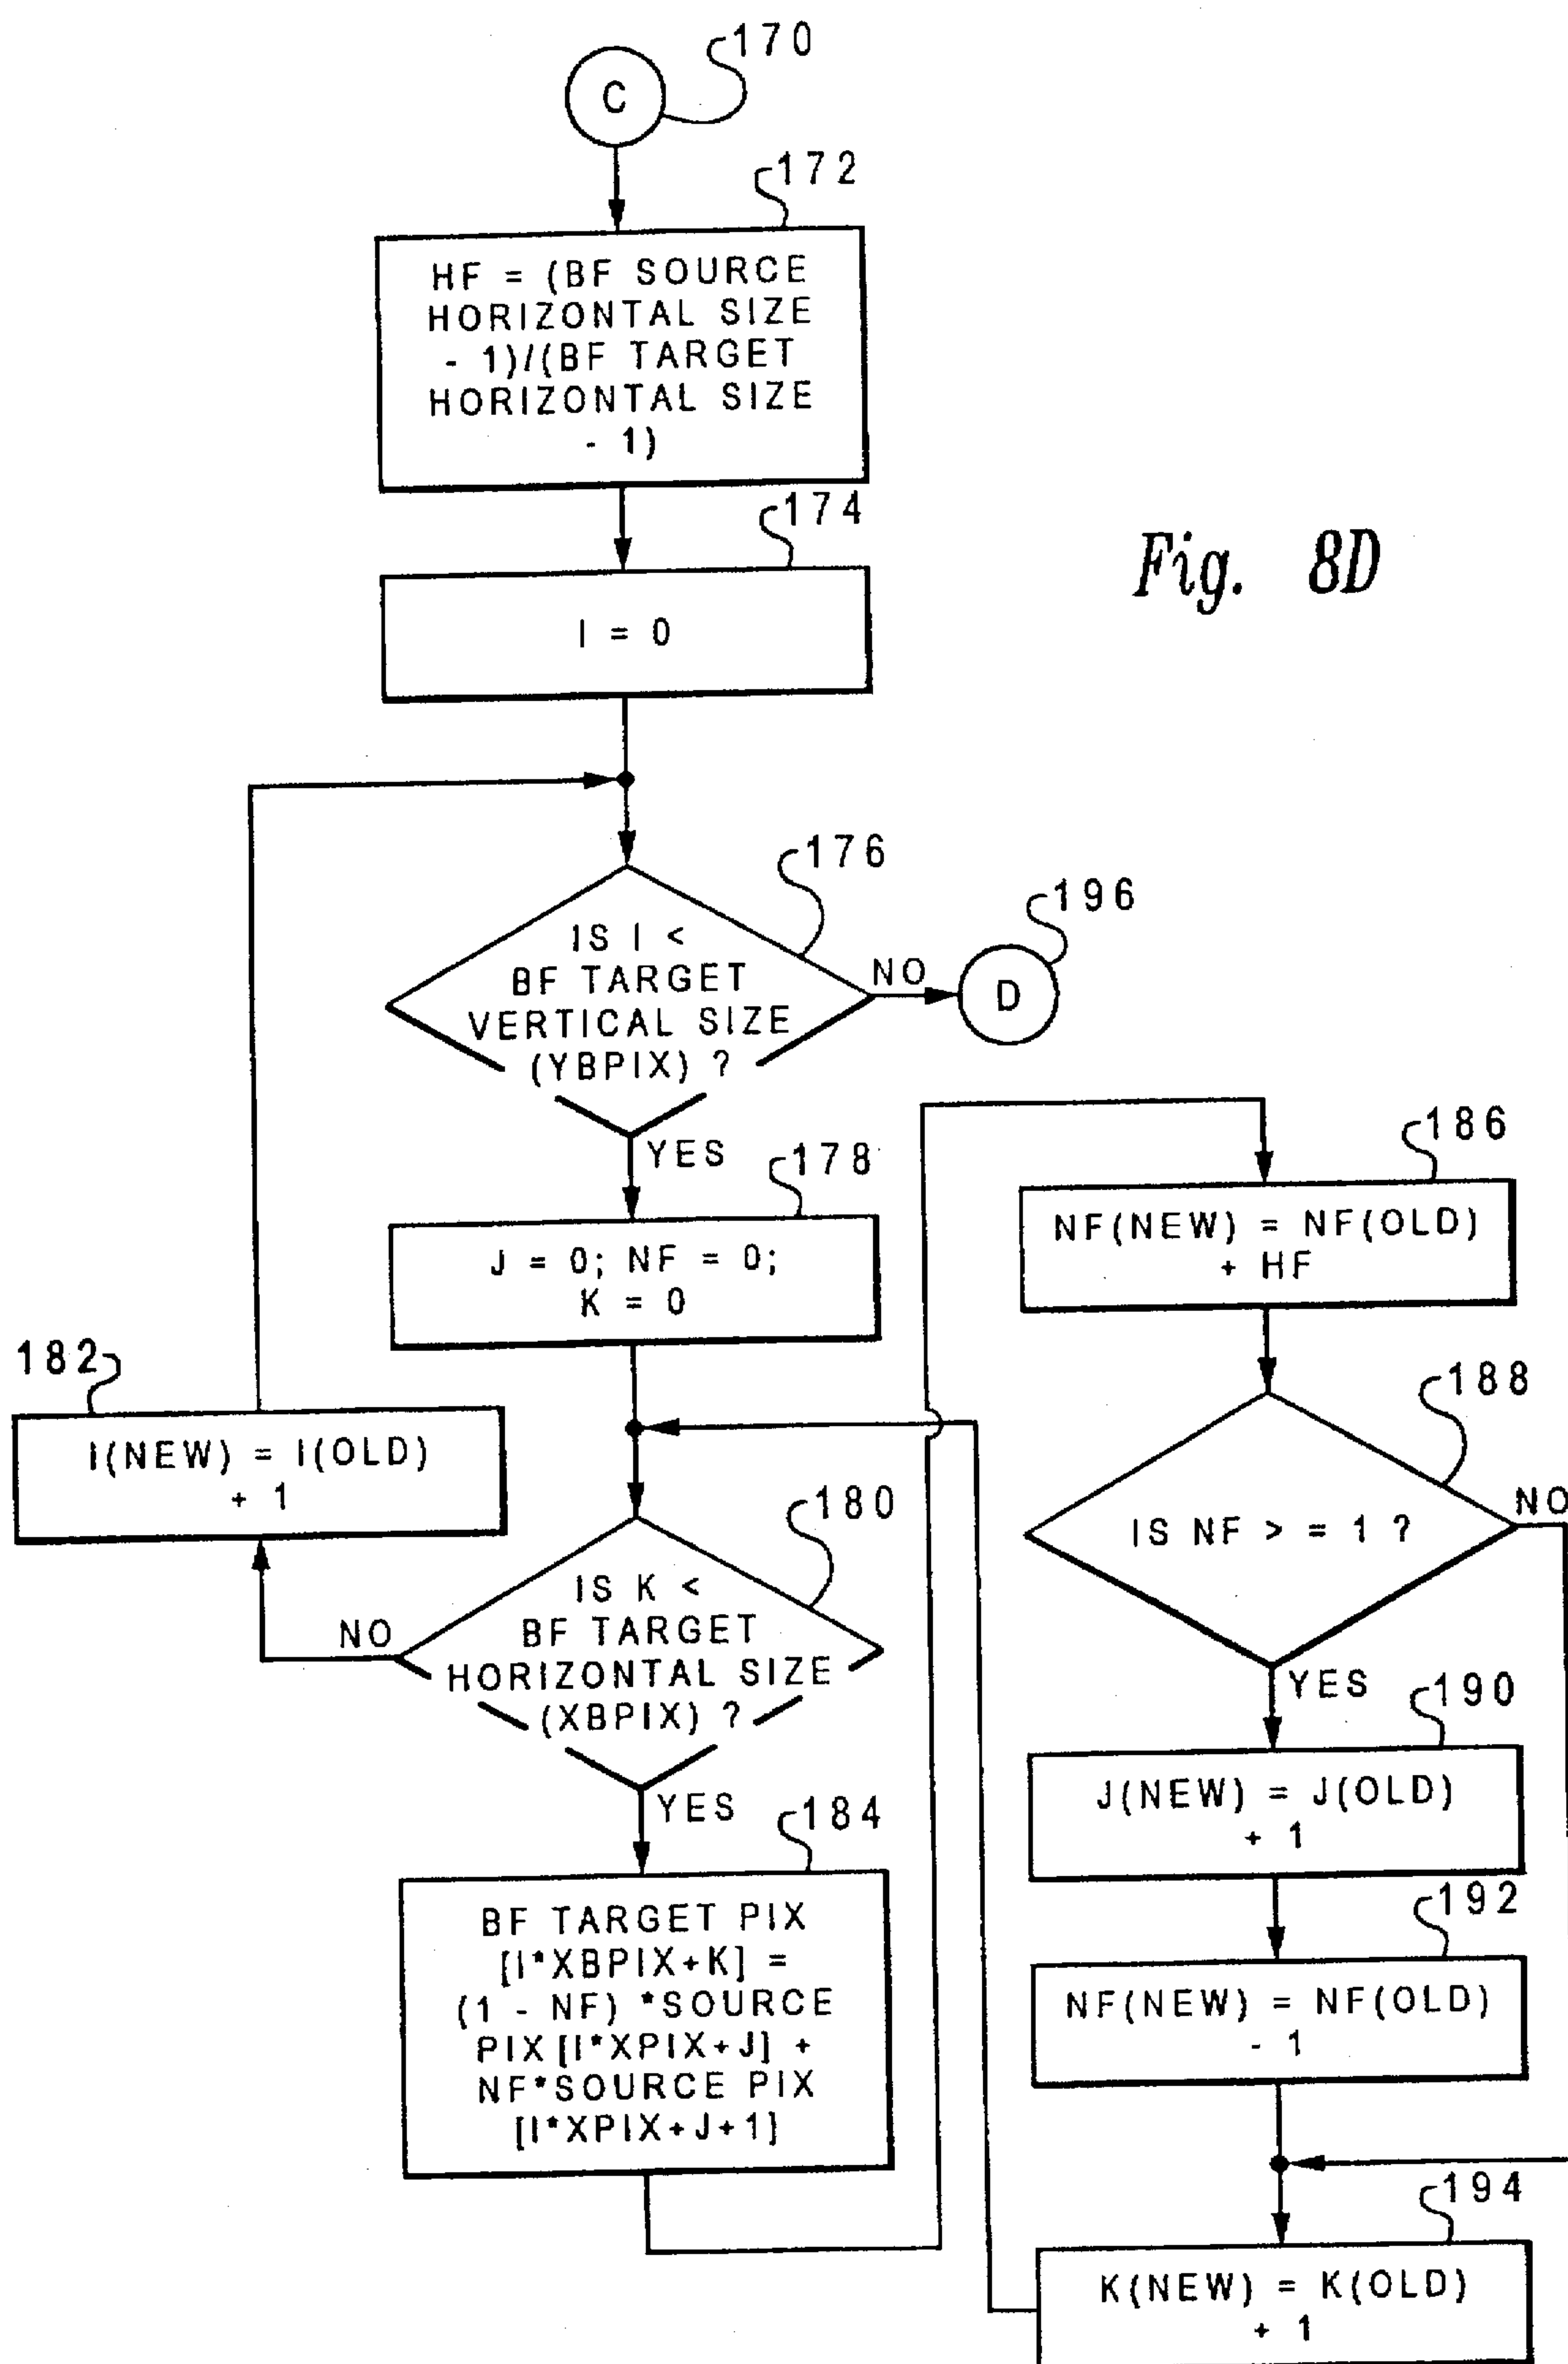 170
C
172
HF = (BF SOURCE
HORIZONTAL SIZE
- 1)/(BF TARGET
HORIZONTAL SIZE
- 1)
174
I = 0
Fig. 8D
176
IS I <
BF TARGET
VERTICAL SIZE
(YBPIX) ?
NO
196
D
YES
178
J = 0; NF = 0;
K = 0
182
I(NEW) = I(OLD)
+ 1
180
IS K <
BF TARGET
HORIZONTAL SIZE
(XBPIX) ?
NO
YES
184
BF TARGET PIX
[I*XBPIX+K] =
(1 - NF) *SOURCE
PIX [I*XPIX+J] +
NF*SOURCE PIX
[I*XPIX+J+1]
186
NF(NEW) = NF(OLD)
+ HF
188
IS NF > = 1 ?
NO
YES
190
J(NEW) = J(OLD)
+ 1
192
NF(NEW) = NF(OLD)
- 1
194
K(NEW) = K(OLD)
+ 1